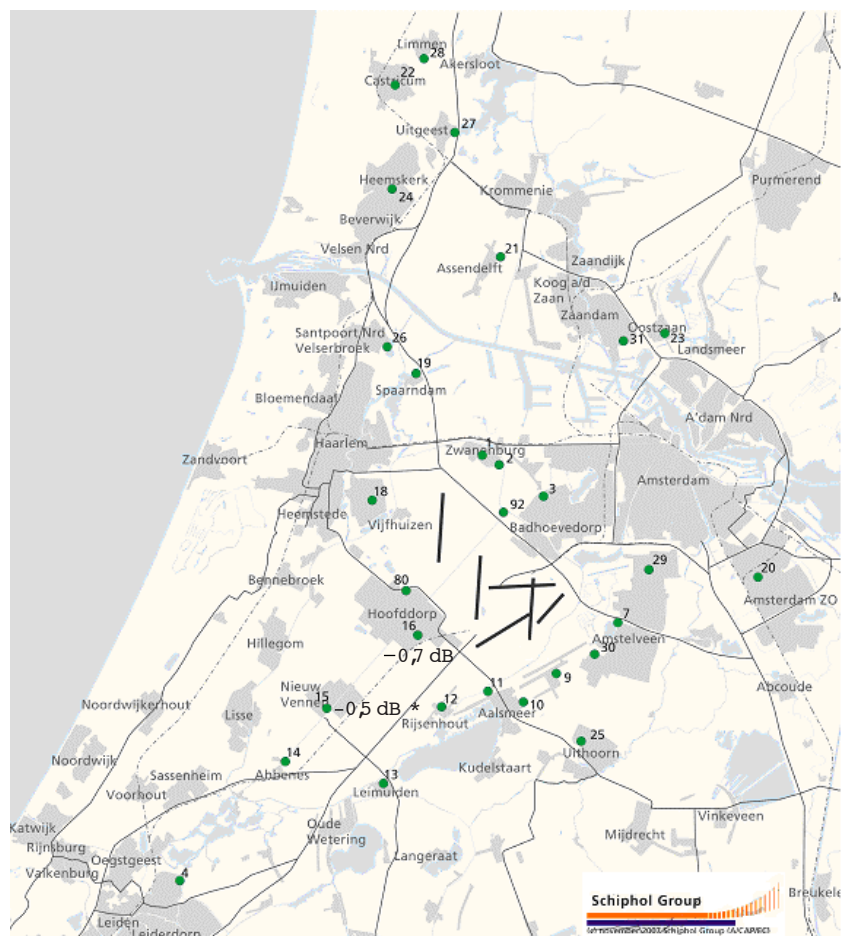 Limmen
28
Akersloot
22
Castricum
27
Uitgeest
Heemskerk
24
Beverwijk
Krommenie
Purmerend
Velsen Nrd
21
Assendelft
Zaandijk
IJmuiden
Koog a/d
Zaan
Zaandam
Oostzaan
31
23
Landsmeer
Santpoort Nrd
26
Velserbroek
19
Spaarndam
Bloemendaal
A'dam Nrd
Haarlem
1
Zwanenburg
2
Zandvoort
Amsterdam
18
3
Heemstede
Vijfhuizen
92
Badhoevedorp
29
20
Bennebroek
80
Amsterdam ZO
Hoofddorp
16
7
Amstelveen
Hillegom
30
−0,7 dB
9
Abcoude
Nieuw
Vennep
15
−0,5 dB *
11
12
10
Noordwijkerhout
Lisse
Rijsenhout
Aalsmeer
25
Uithoorn
14
Noordwijk
Abbenes
Kudelstaart
Sassenheim
13
Voorhout
Leimuiden
Vinkeveen
Katwijk
Oude
Wetering
Mijdrecht
Rijnsburg
Oegstgeest
Langeraat
Valkenburg
4
Breukele
Schiphol Group
Leiden
Leiderdorp